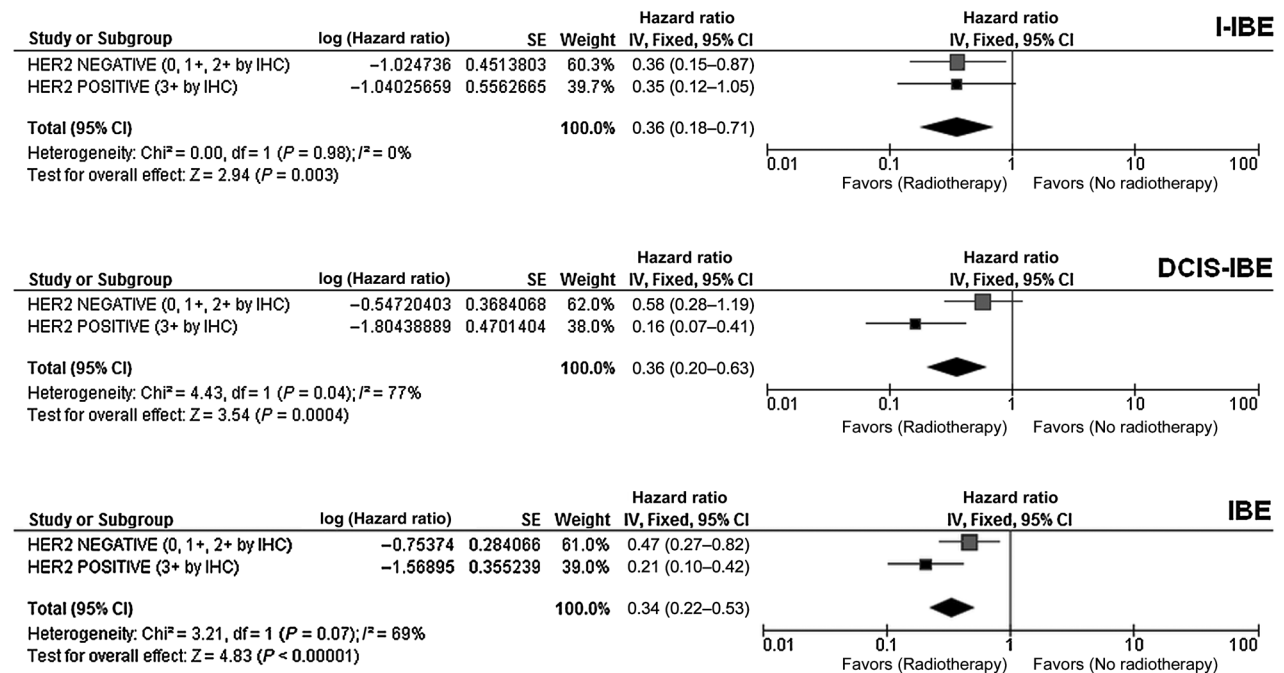 Hazard ratio Hazard ratio I-IBE
Study or Subgroup log (Hazard ratio) SE Weight IV, Fixed, 95% CI IV, Fixed, 95% CI
HER2 NEGATIVE (0, 1+, 2+ by IHC) −1.024736 0.4513803 60.3% 0.36 (0.15–0.87)
HER2 POSITIVE (3+ by IHC) −1.04025659 0.5562665 39.7% 0.35 (0.12–1.05)
Total (95% CI) 100.0% 0.36 (0.18–0.71)
Heterogeneity: Chi² = 0.00, df = 1 (P = 0.98); I² = 0%
Test for overall effect: Z = 2.94 (P = 0.003)
0.01 0.1 1 10 100
Favors (Radiotherapy) Favors (No radiotherapy)
Hazard ratio Hazard ratio DCIS-IBE
Study or Subgroup log (Hazard ratio) SE Weight IV, Fixed, 95% CI IV, Fixed, 95% CI
HER2 NEGATIVE (0, 1+, 2+ by IHC) −0.54720403 0.3684068 62.0% 0.58 (0.28–1.19)
HER2 POSITIVE (3+ by IHC) −1.80438889 0.4701404 38.0% 0.16 (0.07–0.41)
Total (95% CI) 100.0% 0.36 (0.20–0.63)
Heterogeneity: Chi² = 4.43, df = 1 (P = 0.04); I² = 77%
Test for overall effect: Z = 3.54 (P = 0.0004)
0.01 0.1 1 10 100
Favors (Radiotherapy) Favors (No radiotherapy)
Hazard ratio Hazard ratio IBE
Study or Subgroup log (Hazard ratio) SE Weight IV, Fixed, 95% CI IV, Fixed, 95% CI
HER2 NEGATIVE (0, 1+, 2+ by IHC) −0.75374 0.284066 61.0% 0.47 (0.27–0.82)
HER2 POSITIVE (3+ by IHC) −1.56895 0.355239 39.0% 0.21 (0.10–0.42)
Total (95% CI) 100.0% 0.34 (0.22–0.53)
Heterogeneity: Chi² = 3.21, df = 1 (P = 0.07); I² = 69%
Test for overall effect: Z = 4.83 (P < 0.00001)
0.01 0.1 1 10 100
Favors (Radiotherapy) Favors (No radiotherapy)